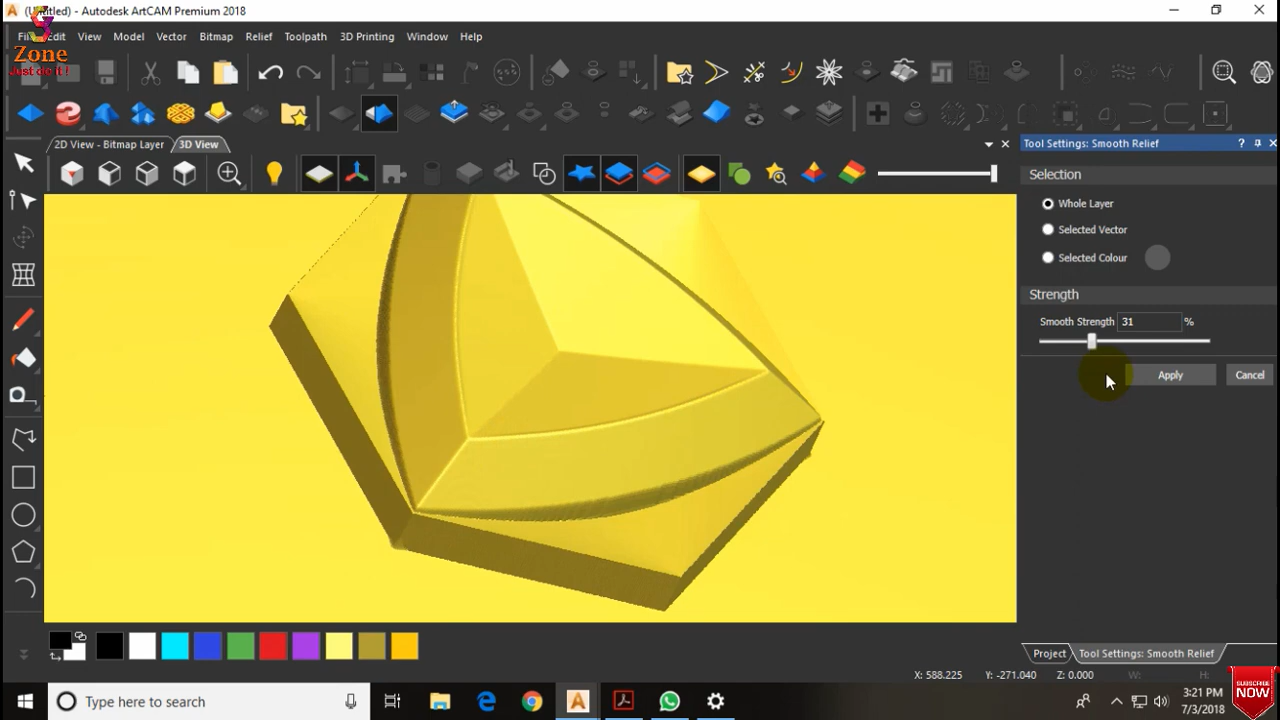 (Untitled) - Autodesk ArtCAM Premium 2018
Edit View Model Vector Bitmap Relief Toolpath 3D Printing Window Help
Zone
Just do it !
2D View - Bitmap Layer 3D View
Tool Settings: Smooth Relief
Selection
Whole Layer
Selected Vector
Selected Colour
Strength
Smooth Strength 31 %
Apply Cancel
Project Tool Settings: Smooth Relief
X: 588.225 Y: -271.040 Z: 0.000 W: H:
Type here to search
3:21 PM
7/3/2018
SUBSCRIBE
NOW